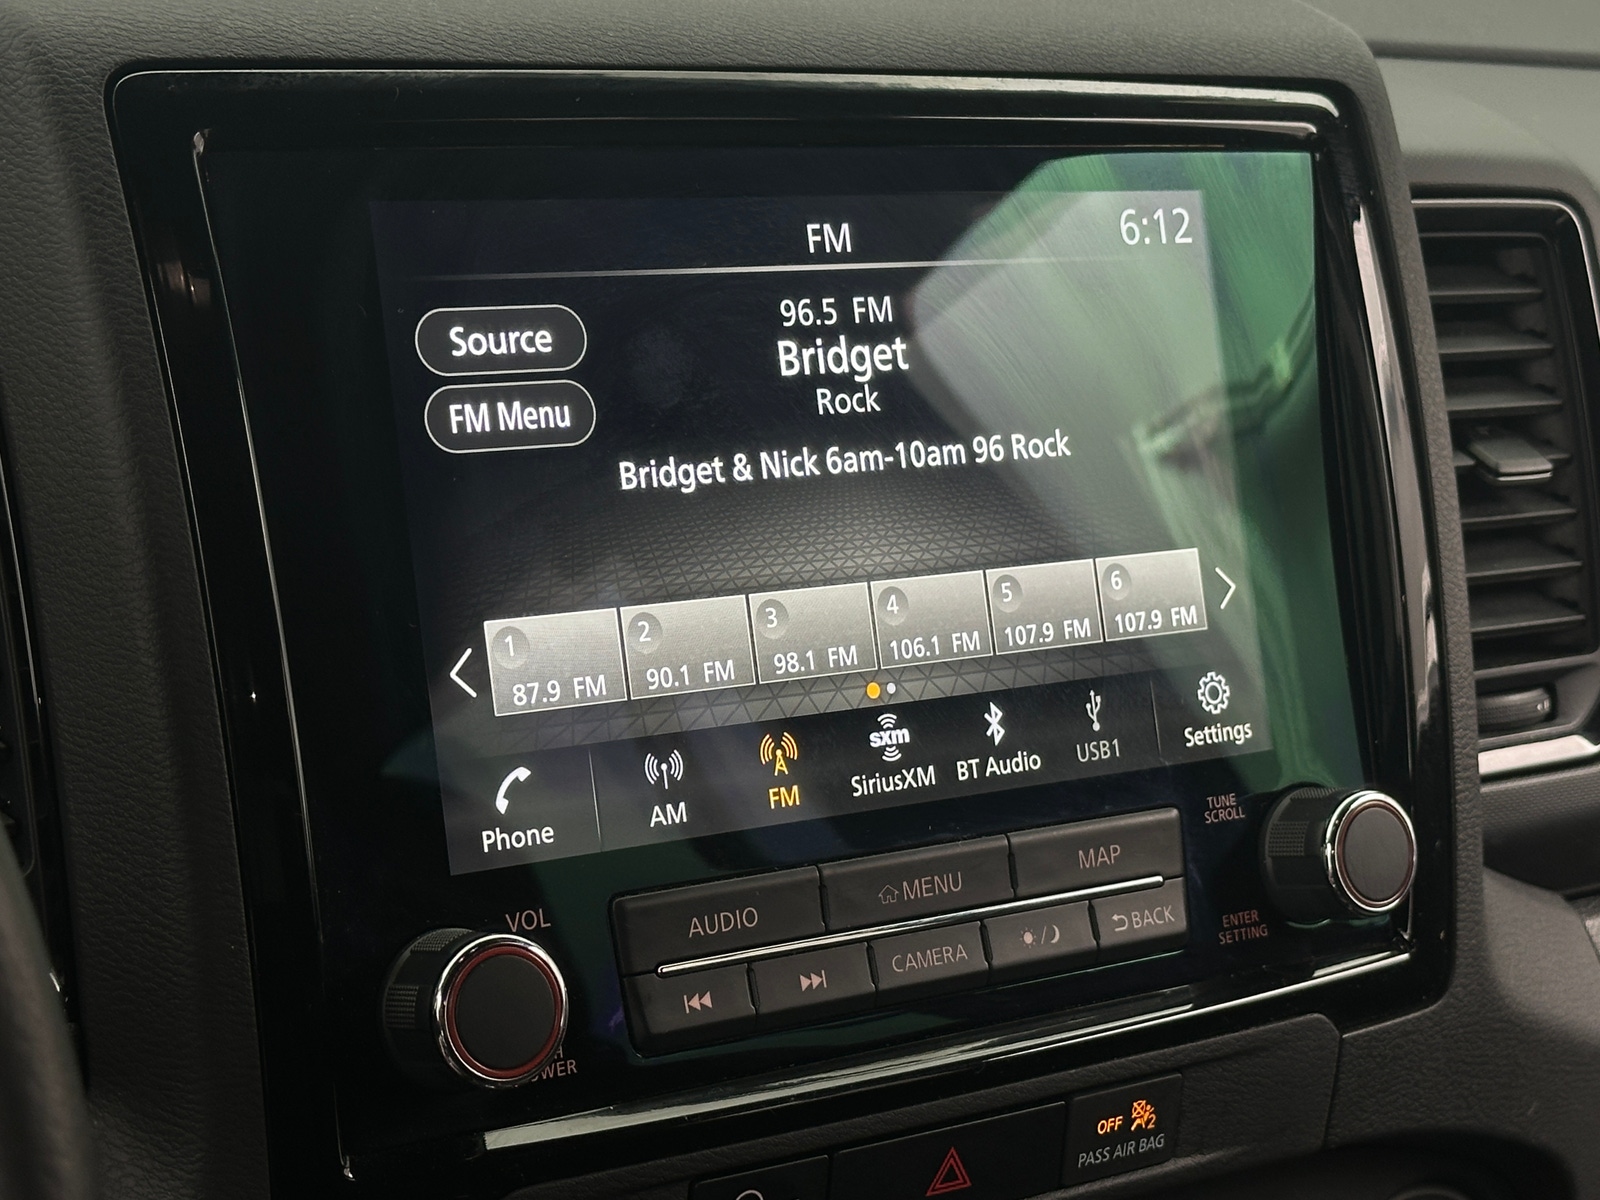 FM
6:12
96.5 FM
Source
Bridget
Rock
FM Menu
Bridget & Nick 6am-10am 96 Rock
1
2
3
4
5
6
87.9 FM
90.1 FM
98.1 FM
106.1 FM
107.9 FM
107.9 FM
Phone
AM
FM
sxm
SiriusXM
BT Audio
USB1
Settings
TUNE
SCROLL
VOL
AUDIO
MENU
MAP
CAMERA
BACK
ENTER
SETTING
OFF
2
PASS AIR BAG